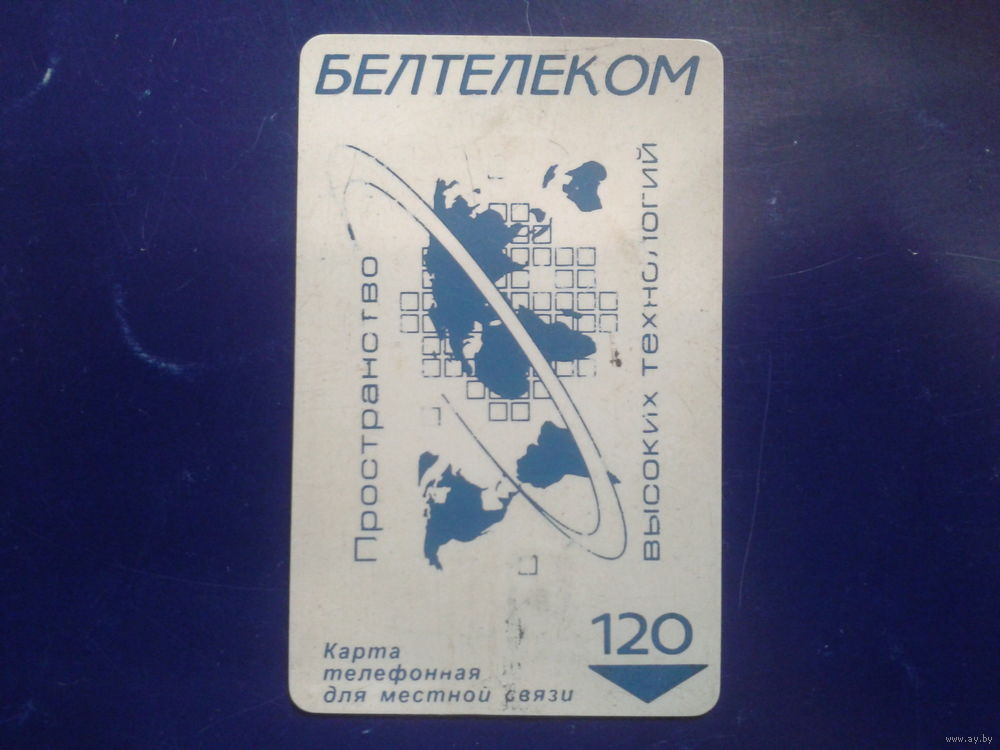 БЕЛТЕЛЕКОМ
Пространство
высоких технологий
120
Карта
телефонная
для местной связи
www.ay.by